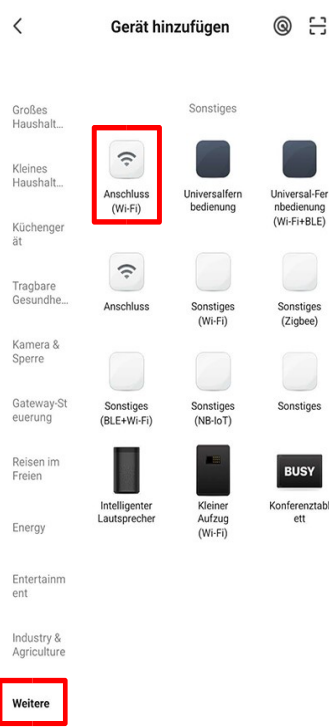 Gerät hinzufügen
Sonstiges
Großes
Haushalt...
Kleines
Haushalt...
Küchenger
ät
Tragbare
Gesundhe...
Kamera &
Sperre
Gateway-St
euerung
Reisen im
Freien
Energy
Entertainm
ent
Industry &
Agriculture
Weitere
Anschluss
(Wi-Fi)
Universalfern
bedienung
Universal-Fer
nbedienung
(Wi-Fi+BLE)
Anschluss
Sonstiges
(Wi-Fi)
Sonstiges
(Zigbee)
Sonstiges
(BLE+Wi-Fi)
Sonstiges
(NB-IoT)
Sonstiges
Intelligenter
Lautsprecher
Kleiner
Aufzug
(Wi-Fi)
BUSY
Konferenztabl
ett